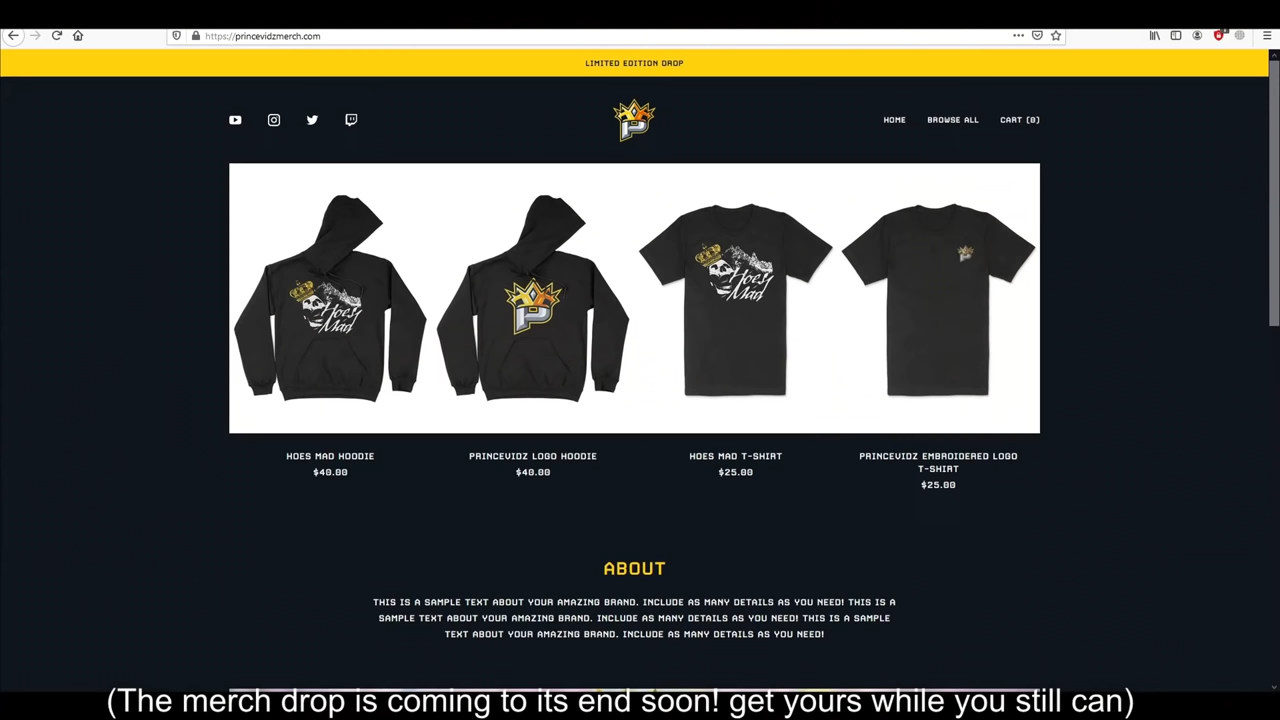 https://princevidzmerch.com
LIMITED EDITION DROP
HOME
BROWSE ALL
CART (0)
Hoes
Mad
P
Hoes
Mad
HOES MAD HOODIE
$40.00
PRINCEVIDZ LOGO HOODIE
$40.00
HOES MAD T-SHIRT
$25.00
PRINCEVIDZ EMBROIDERED LOGO
T-SHIRT
$25.00
ABOUT
THIS IS A SAMPLE TEXT ABOUT YOUR AMAZING BRAND. INCLUDE AS MANY DETAILS AS YOU NEED! THIS IS A
SAMPLE TEXT ABOUT YOUR AMAZING BRAND. INCLUDE AS MANY DETAILS AS YOU NEED! THIS IS A SAMPLE
TEXT ABOUT YOUR AMAZING BRAND. INCLUDE AS MANY DETAILS AS YOU NEED!
(The merch drop is coming to its end soon! get yours while you still can)